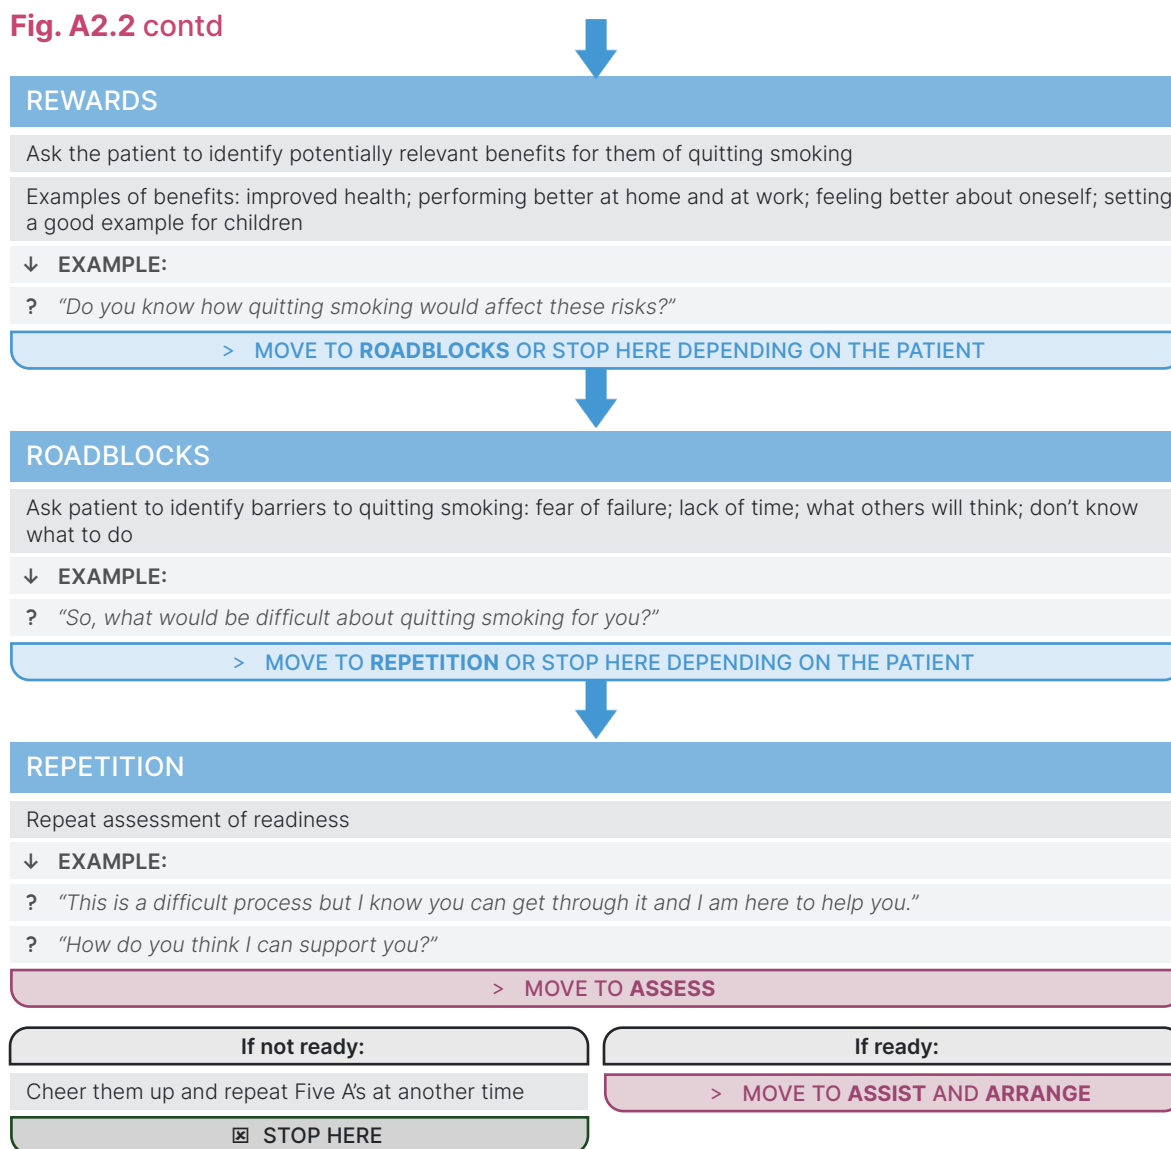 Fig. A2.2 contd
REWARDS
Ask the patient to identify potentially relevant benefits for them of quitting smoking
Examples of benefits: improved health; performing better at home and at work; feeling better about oneself; setting
a good example for children
↓ EXAMPLE:
? “Do you know how quitting smoking would affect these risks?”
> MOVE TO ROADBLOCKS OR STOP HERE DEPENDING ON THE PATIENT
ROADBLOCKS
Ask patient to identify barriers to quitting smoking: fear of failure; lack of time; what others will think; don’t know
what to do
↓ EXAMPLE:
? “So, what would be difficult about quitting smoking for you?”
> MOVE TO REPETITION OR STOP HERE DEPENDING ON THE PATIENT
REPETITION
Repeat assessment of readiness
↓ EXAMPLE:
? “This is a difficult process but I know you can get through it and I am here to help you.”
? “How do you think I can support you?”
> MOVE TO ASSESS
If not ready:
Cheer them up and repeat Five A’s at another time
☒ STOP HERE
If ready:
> MOVE TO ASSIST AND ARRANGE